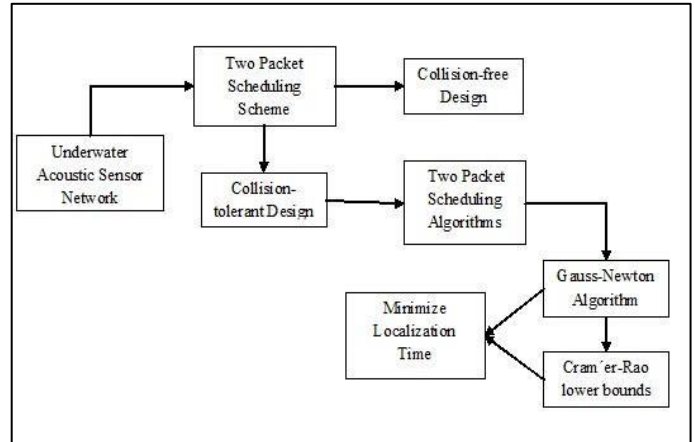 Two Packet
Scheduling
Scheme
Collision-free
Design
Underwater
Acoustic Sensor
Network
Collision-
tolerant Design
Two Packet
Scheduling
Algorithms
Gauss-Newton
Algorithm
Minimize
Localization
Time
Cram´er-Rao
lower bounds